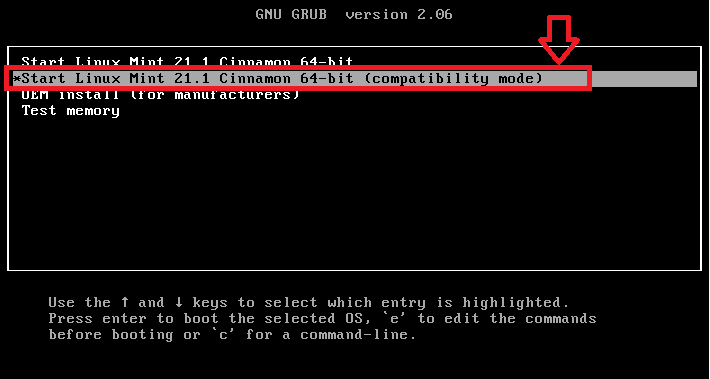 GNU GRUB version 2.06
Start Linux Mint 21.1 Cinnamon 64-bit
*Start Linux Mint 21.1 Cinnamon 64-bit (compatibility mode)
OEM install (for manufacturers)
Test memory
Use the ↑ and ↓ keys to select which entry is highlighted.
Press enter to boot the selected OS, `e' to edit the commands
before booting or `c' for a command-line.